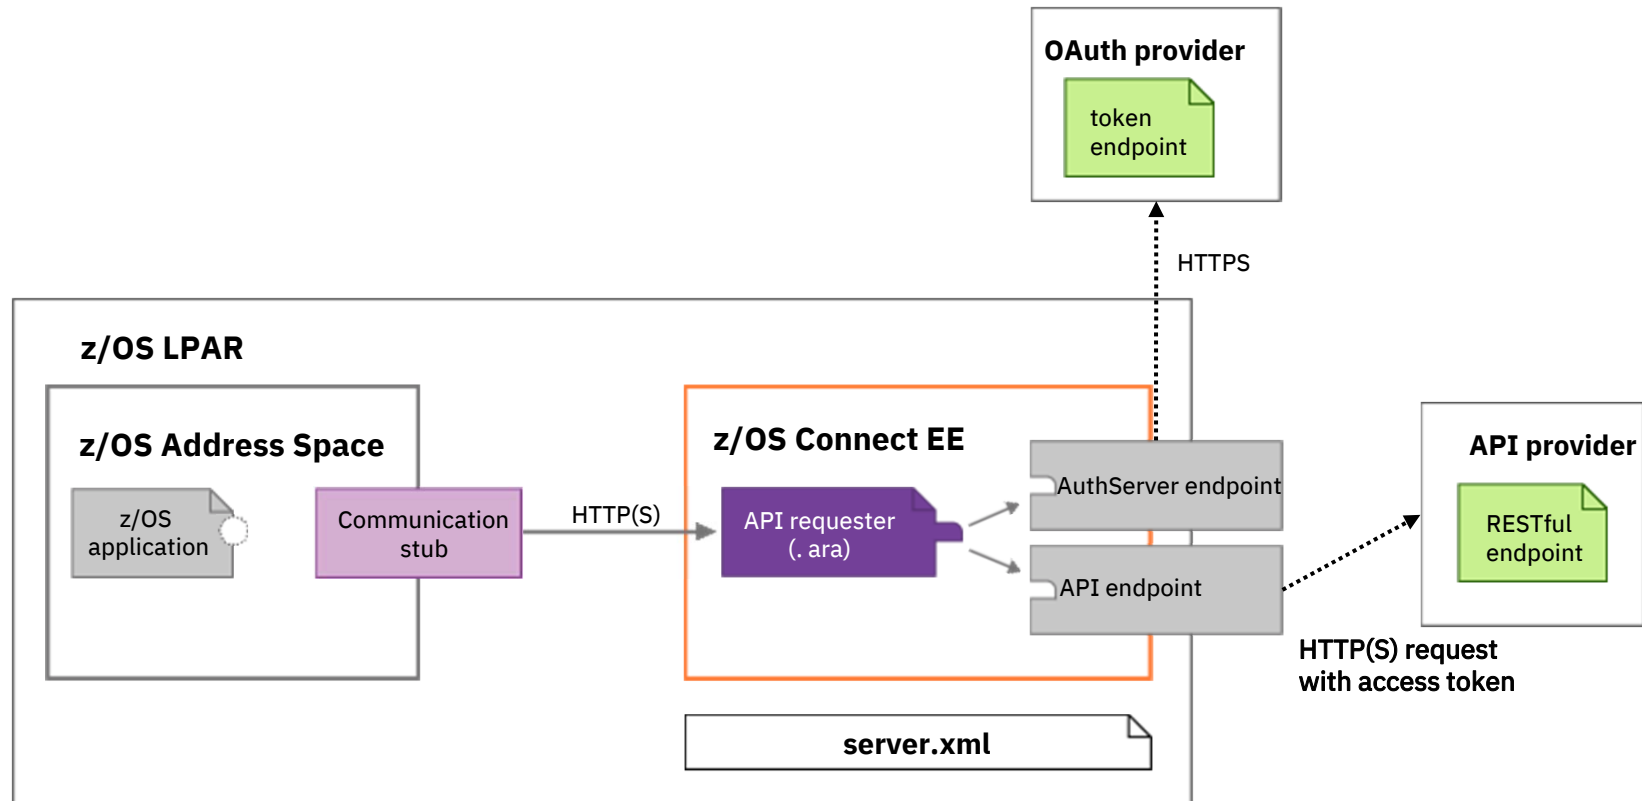 OAuth provider
token
endpoint
HTTPS
z/OS LPAR
z/OS Address Space
z/OS
application
Communication
stub
HTTP(S)
z/OS Connect EE
API requester
(. ara)
AuthServer endpoint
API endpoint
API provider
RESTful
endpoint
HTTP(S) request
with access token
server.xml